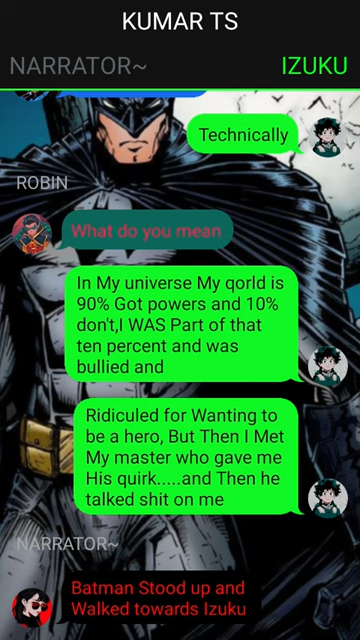 KUMAR TS
NARRATOR~ IZUKU
Technically
ROBIN
What do you mean
In My universe My qorld is
90% Got powers and 10%
don't,I WAS Part of that
ten percent and was
bullied and
Ridiculed for Wanting to
be a hero, But Then I Met
My master who gave me
His quirk.....and Then he
talked shit on me
NARRATOR~
Batman Stood up and
Walked towards Izuku